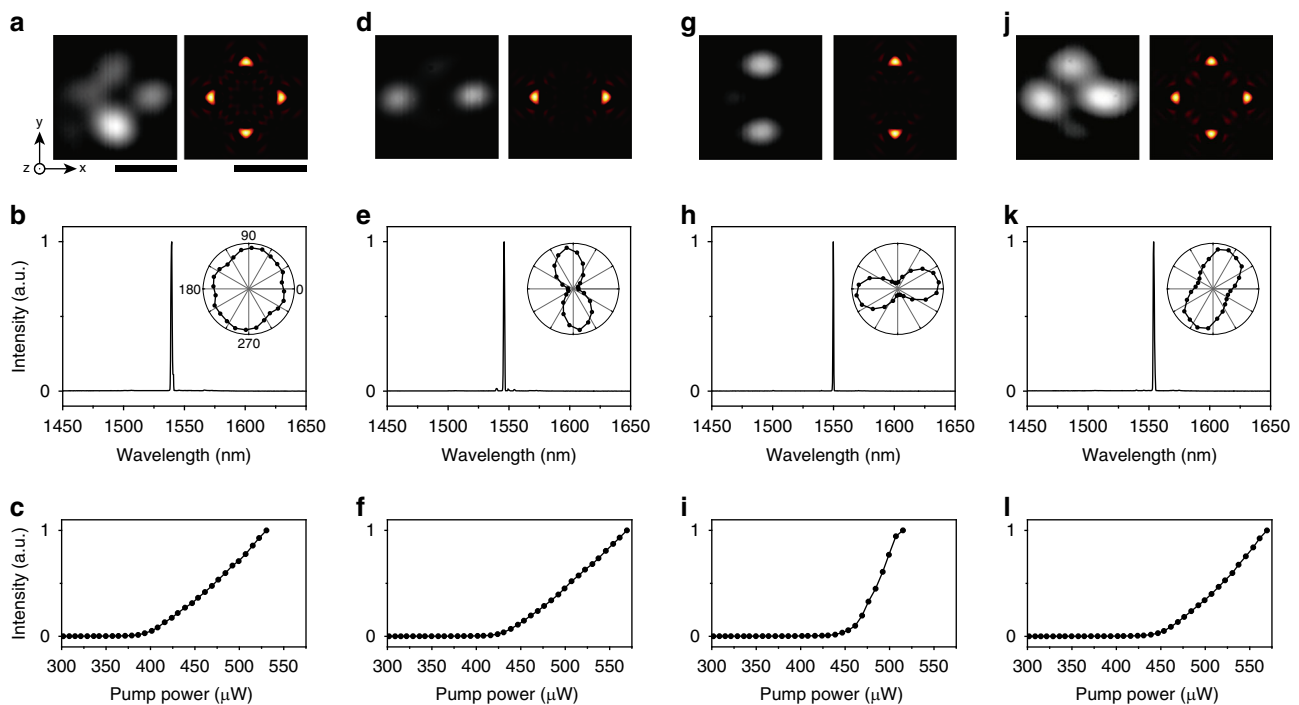 a
d
g
j
y
z
x
b
e
h
k
Intensity (a.u.)
1
0
90
180
0
270
1450 1500 1550 1600 1650
Wavelength (nm)
1
0
1450 1500 1550 1600 1650
Wavelength (nm)
1
0
1450 1500 1550 1600 1650
Wavelength (nm)
1
0
1450 1500 1550 1600 1650
Wavelength (nm)
c
f
i
l
Intensity (a.u.)
1
0
300 350 400 450 500 550
Pump power (μW)
1
0
300 350 400 450 500 550
Pump power (μW)
1
0
300 350 400 450 500 550
Pump power (μW)
1
0
300 350 400 450 500 550
Pump power (μW)